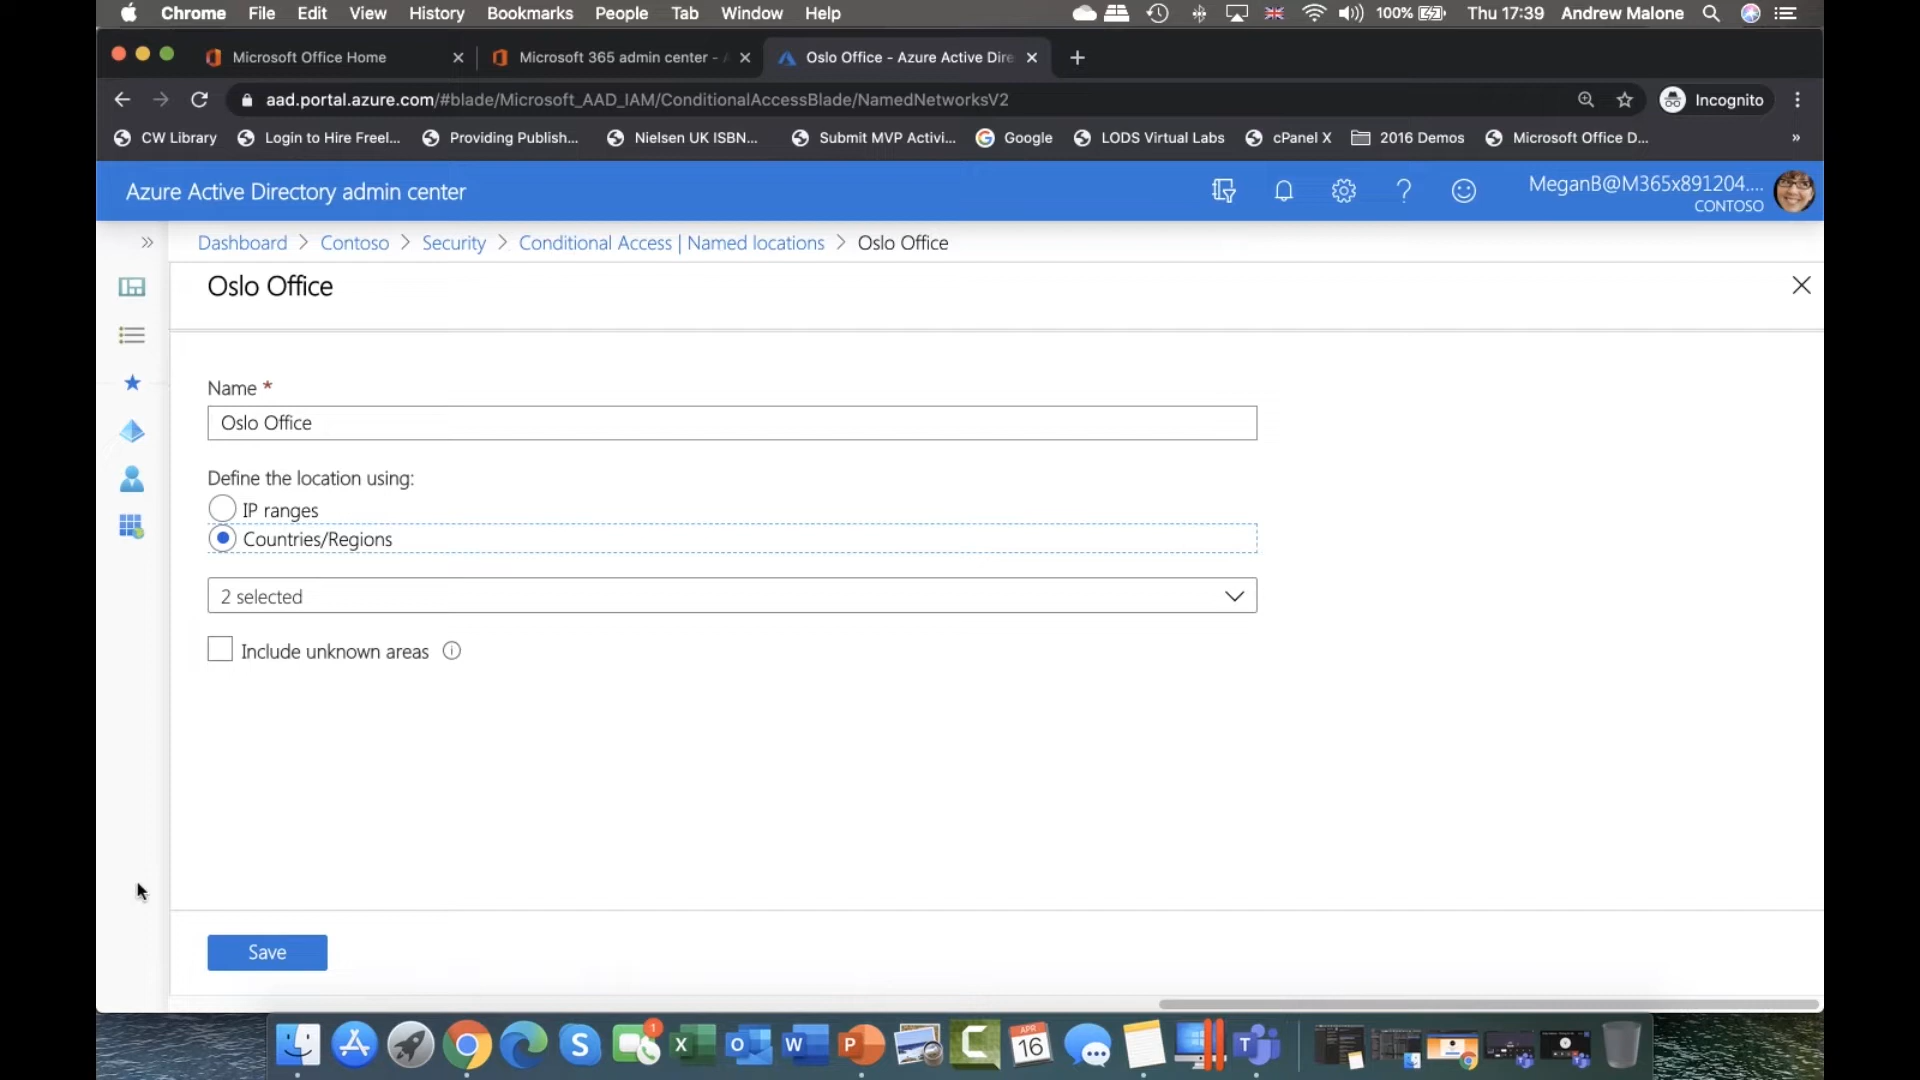 Chrome File Edit View History Bookmarks People Tab Window Help 100% Thu 17:39 Andrew Malone
Microsoft Office Home Microsoft 365 admin center - Oslo Office - Azure Active Dire
aad.portal.azure.com/#blade/Microsoft_AAD_IAM/ConditionalAccessBlade/NamedNetworksV2 Incognito
CW Library Login to Hire Freel... Providing Publish... Nielsen UK ISBN... Submit MVP Activi... Google LODS Virtual Labs cPanel X 2016 Demos Microsoft Office D... »
Azure Active Directory admin center MeganB@M365x891204....
CONTOSO
Dashboard > Contoso > Security > Conditional Access | Named locations > Oslo Office
Oslo Office
Name *
Oslo Office
Define the location using:
IP ranges
Countries/Regions
2 selected
Include unknown areas
Save
S 1 X O W P C APR 16 T